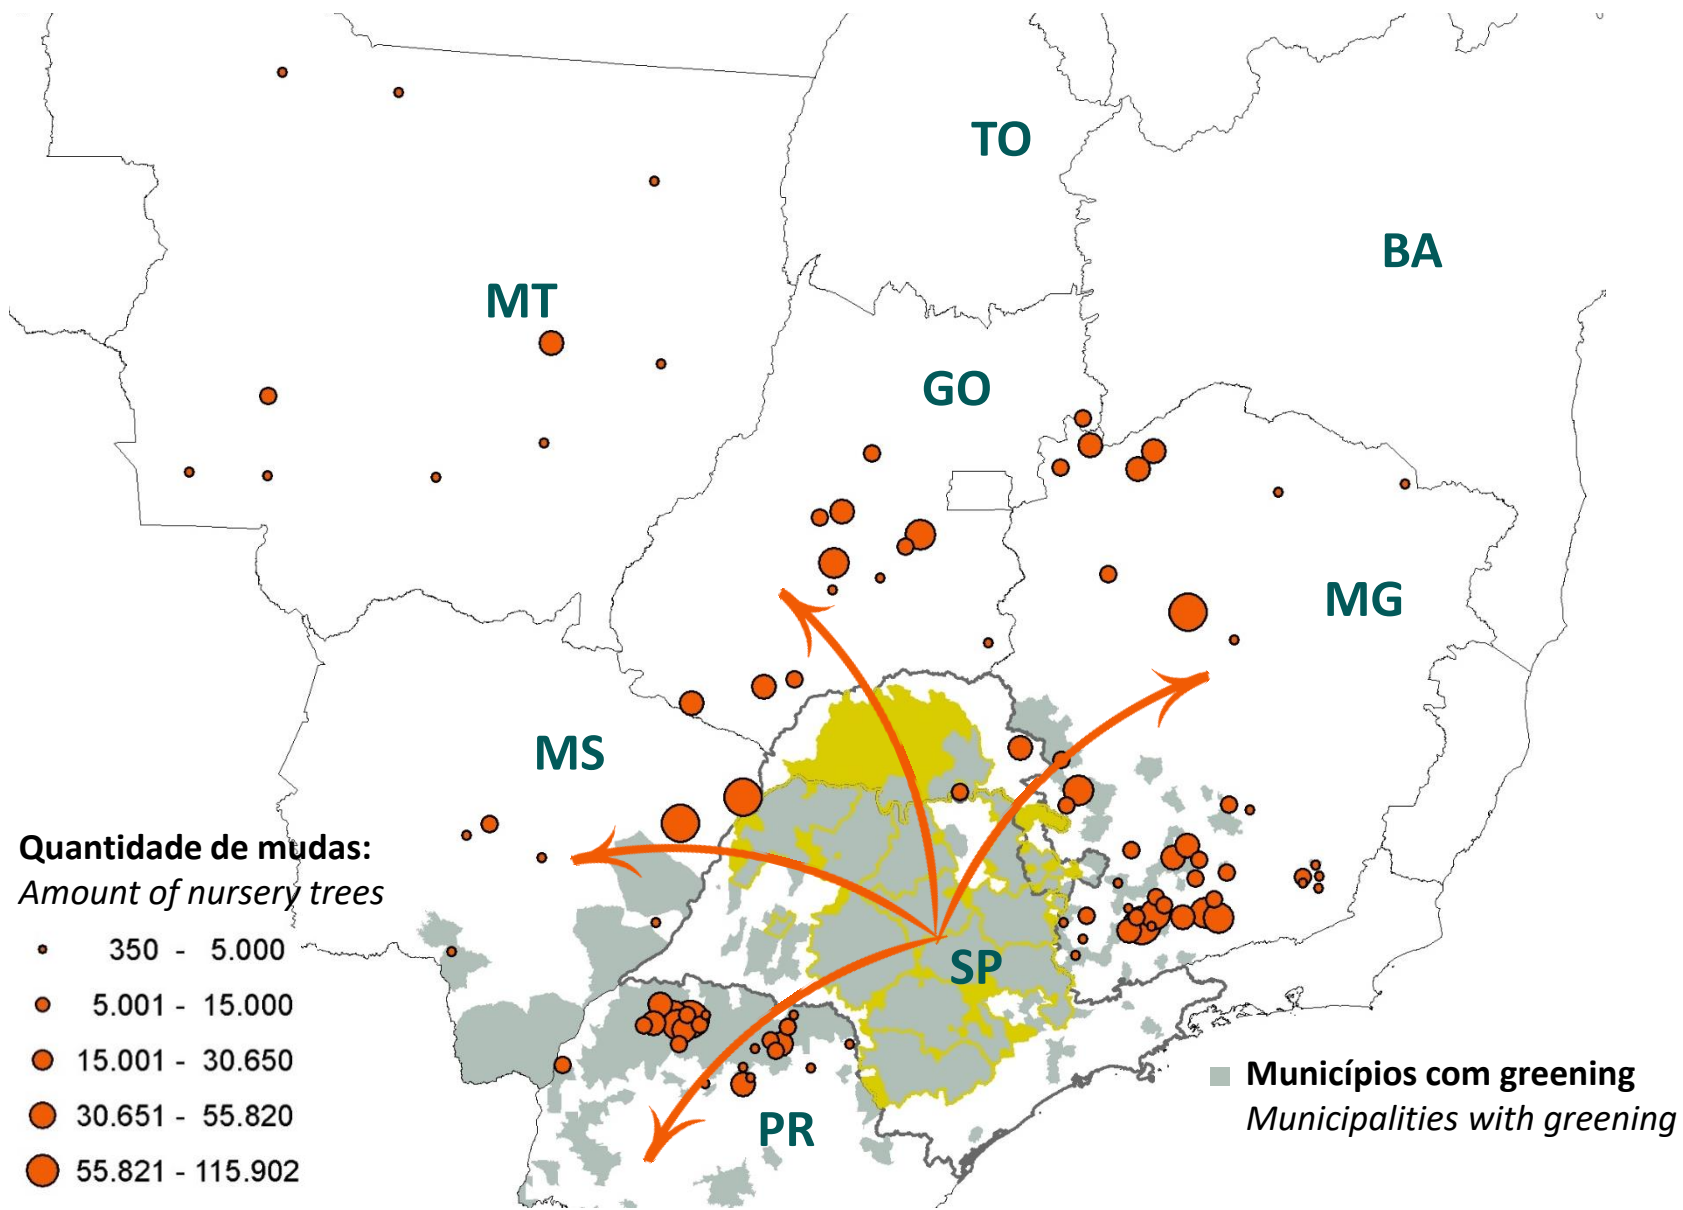 TO
BA
MT
GO
MG
MS
SP
PR
Quantidade de mudas:
Amount of nursery trees
350 - 5.000
5.001 - 15.000
15.001 - 30.650
30.651 - 55.820
55.821 - 115.902
Municípios com greening
Municipalities with greening